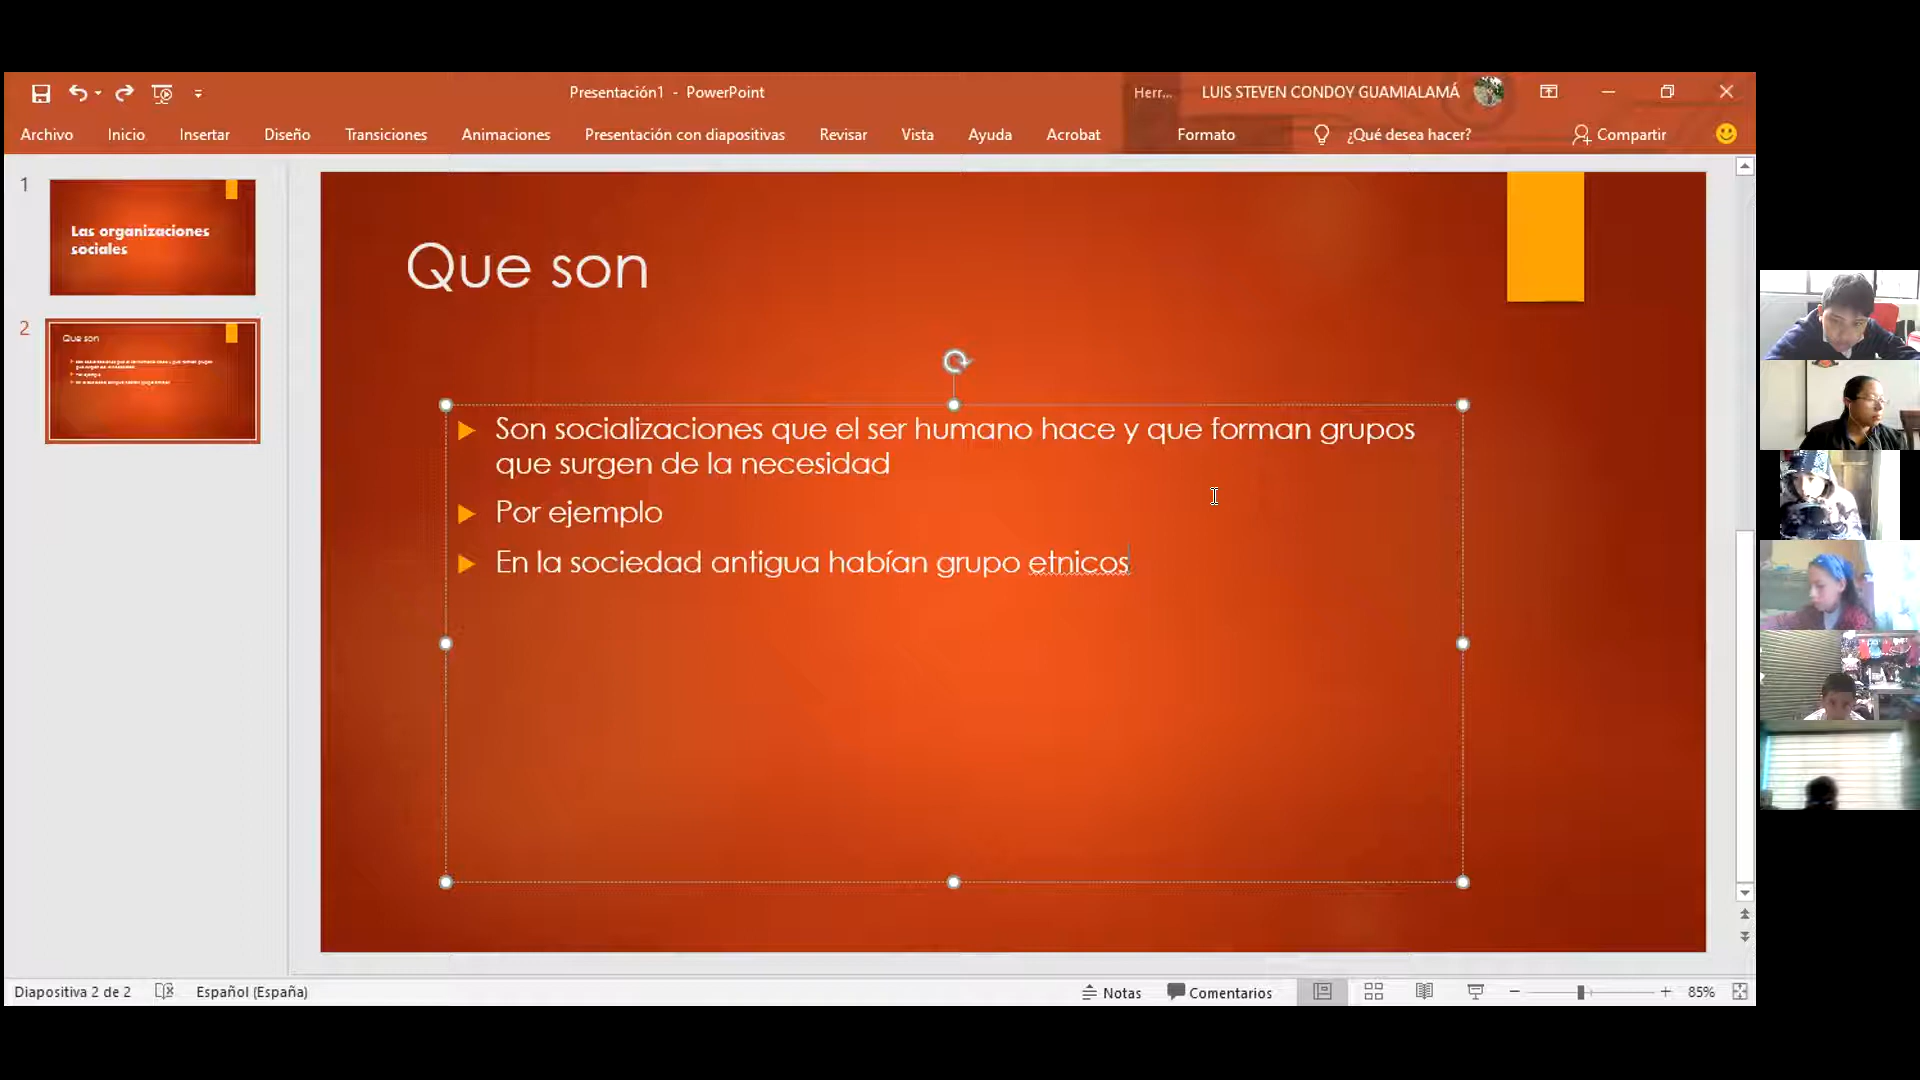 Presentación1 - PowerPoint
Herr...
LUIS STEVEN CONDOY GUAMIALAMÁ
Archivo
Inicio
Insertar
Diseño
Transiciones
Animaciones
Presentación con diapositivas
Revisar
Vista
Ayuda
Acrobat
Formato
¿Qué desea hacer?
Compartir
1
Las organizaciones
sociales
2
Que son
Que son
Son socializaciones que el ser humano hace y que forman grupos
que surgen de la necesidad
Por ejemplo
En la sociedad antigua habían grupo etnicos
Diapositiva 2 de 2
Español (España)
Notas
Comentarios
85%